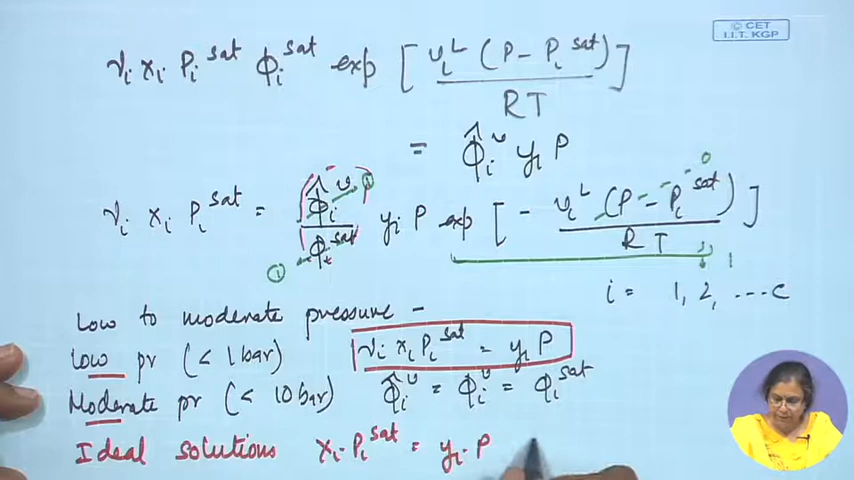 © CET
I.I.T. KGP
γi xi Pi^sat ϕi^sat exp [ vi^L (P - Pi^sat) / RT ]
= ϕ̂i^v yi P
γi xi Pi^sat = ϕ̂i^v / ϕi^sat yi P exp [ - vi^L (P - Pi^sat) / RT ]
i = 1, 2, ... c
Low to moderate pressure -
Low pr (< 1 bar) γi xi Pi^sat = yi P
Moderate pr (< 10 bar) ϕ̂i^v = ϕi^v = ϕi^sat
Ideal solutions xi Pi^sat = yi P